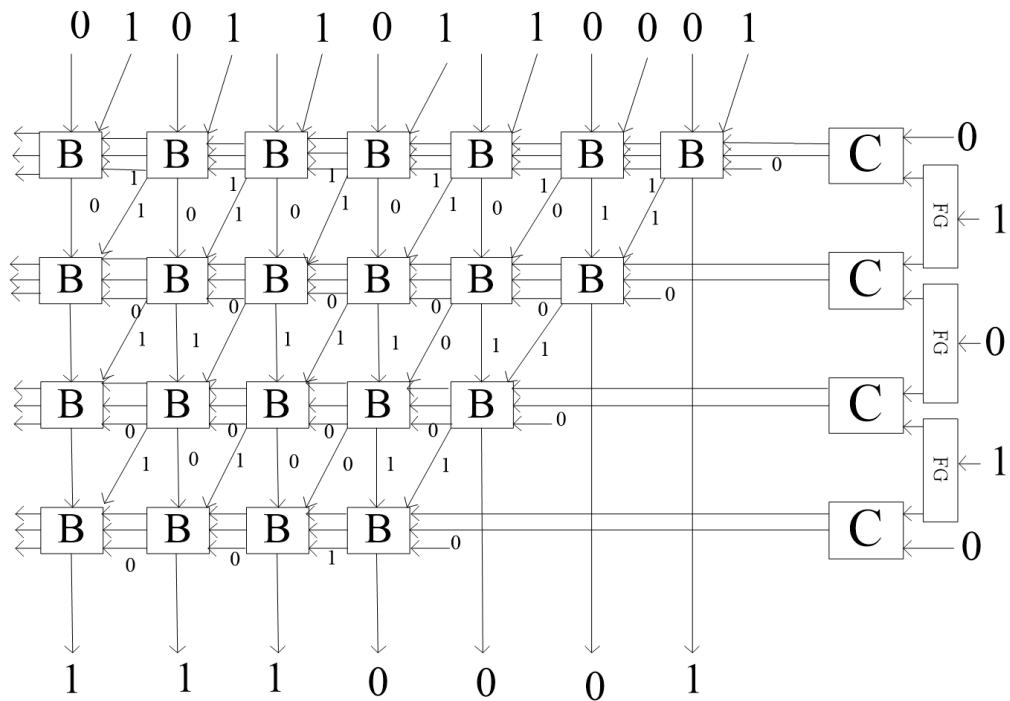 0 1 0 1 1 0 1 1 0 0 0 1
B B B B B B B C 0
1 1 1 1 1 1 0
0 1 0 1 0 1 0 1 0 0 1 1 FG 1
B B B B B B C
0 0 0 0 0 0
1 1 1 1 1 0 1 1 FG 0
B B B B B C
0 0 0 0 0
1 0 1 0 0 1 1 FG 1
B B B B C 0
0 0 1 0
1 1 1 0 0 0 1